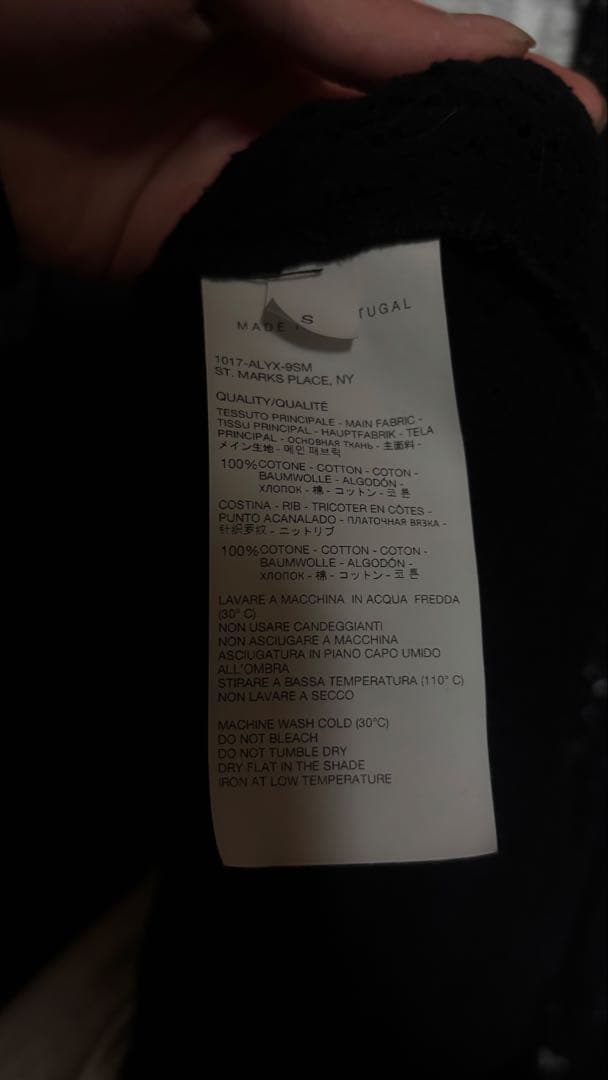 S
MADE TUGAL
1017-ALYX-9SM
ST. MARKS PLACE, NY
QUALITY/QUALITÉ
TESSUTO PRINCIPALE - MAIN FABRIC -
TISSU PRINCIPAL - HAUPTFABRIK - TELA
PRINCIPAL - ОСНОВНАЯ ТКАНЬ - 主面料 -
メイン生地 - 메인 패브릭
100% COTONE - COTTON - COTON -
BAUMWOLLE - ALGODÓN -
ХЛОПОК - 棉 - コットン - 코튼
COSTINA - RIB - TRICOTER EN CÔTES -
PUNTO ACANALADO - ПЛАТОЧНАЯ ВЯЗКА -
针织罗纹 - ニットリブ
100% COTONE - COTTON - COTON -
BAUMWOLLE - ALGODÓN -
ХЛОПОК - 棉 - コットン - 코튼
LAVARE A MACCHINA IN ACQUA FREDDA
(30° C)
NON USARE CANDEGGIANTI
NON ASCIUGARE A MACCHINA
ASCIUGATURA IN PIANO CAPO UMIDO
ALL'OMBRA
STIRARE A BASSA TEMPERATURA (110° C)
NON LAVARE A SECCO
MACHINE WASH COLD (30°C)
DO NOT BLEACH
DO NOT TUMBLE DRY
DRY FLAT IN THE SHADE
IRON AT LOW TEMPERATURE